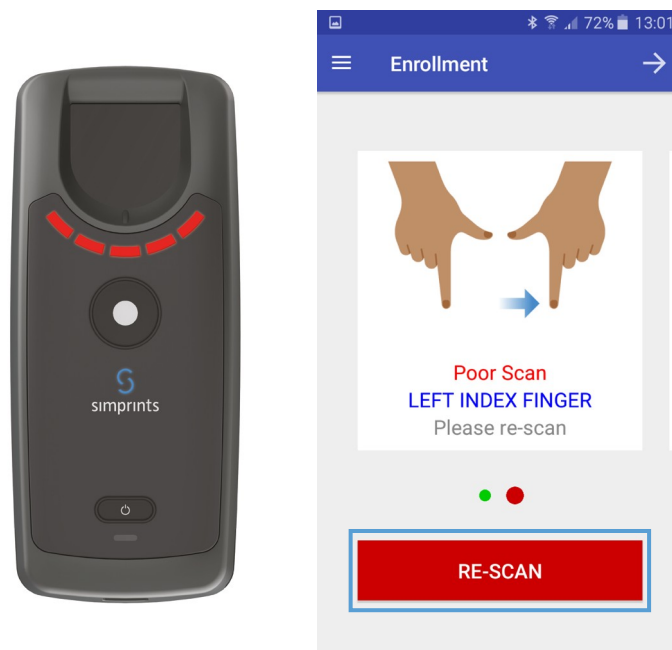 simprints
72% 13:01
Enrollment
Poor Scan
LEFT INDEX FINGER
Please re-scan
RE-SCAN